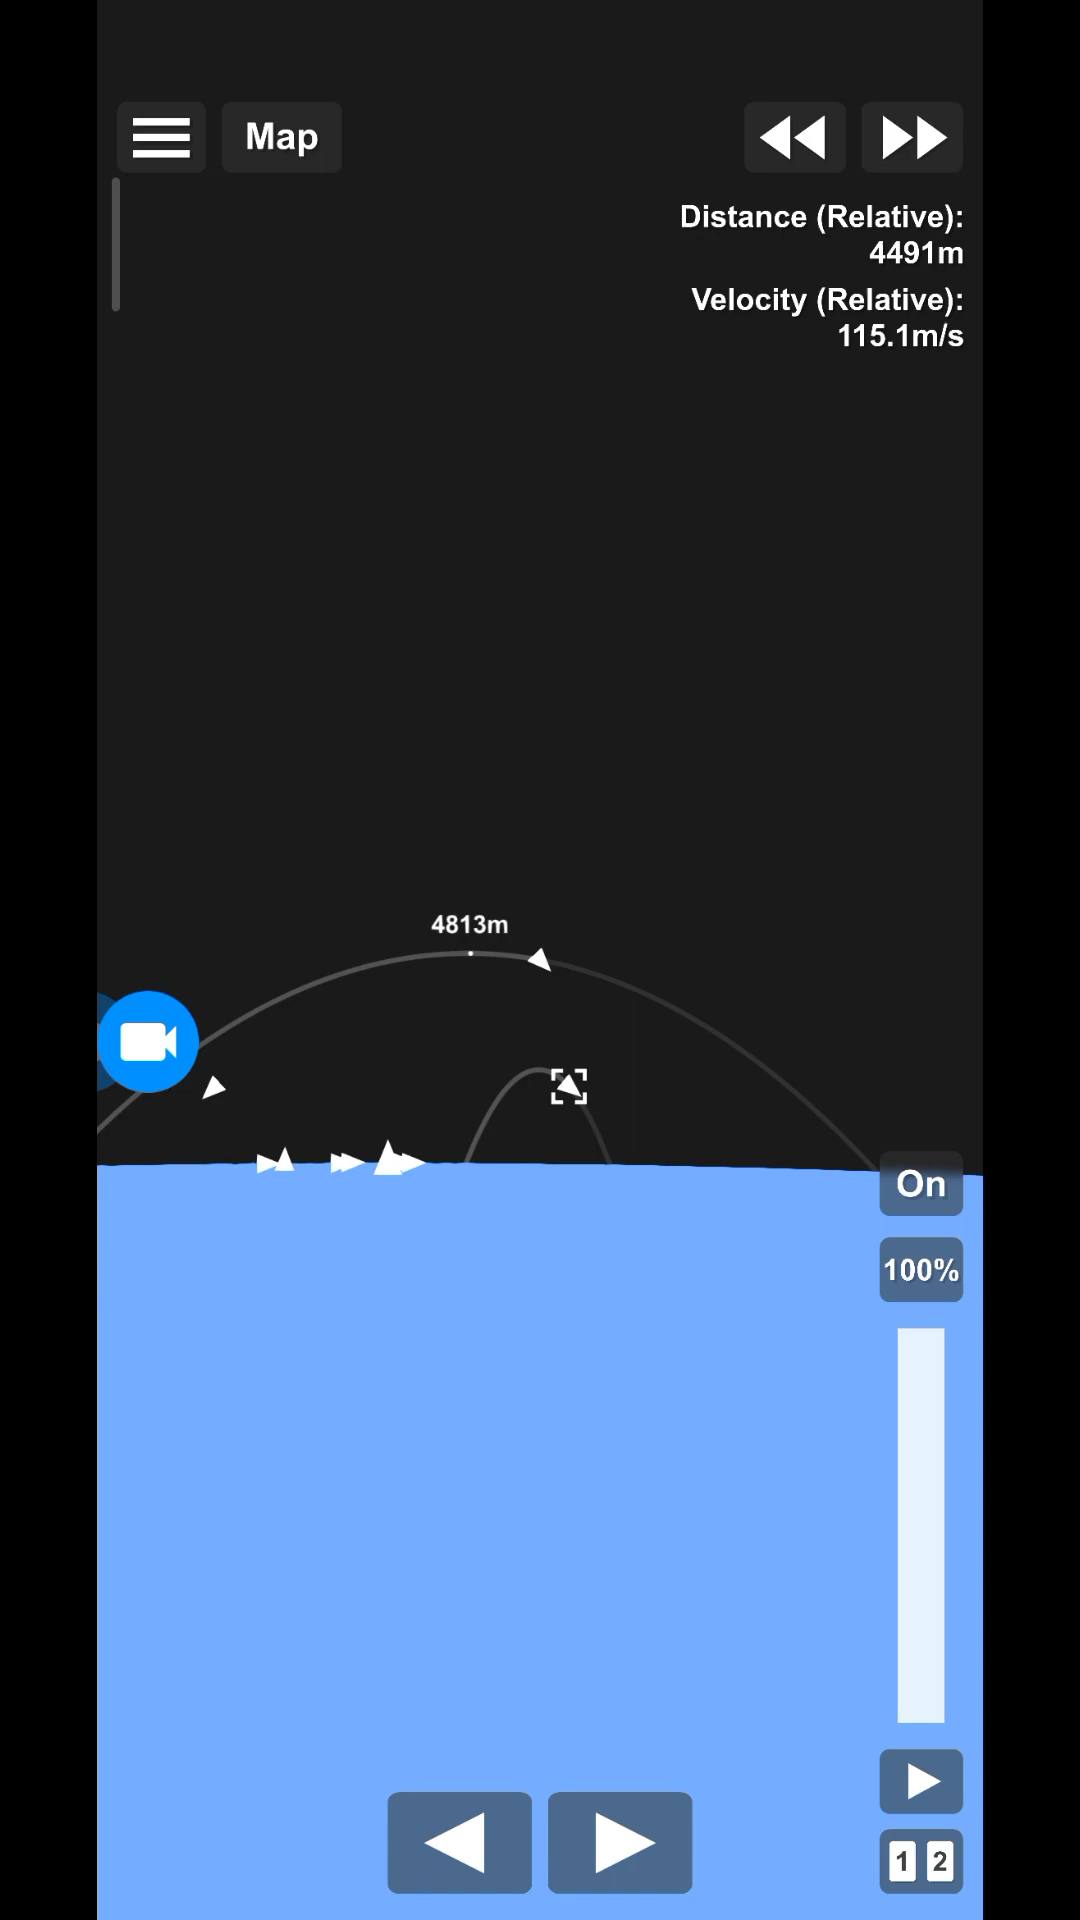 Map
Distance (Relative):
4491m
Velocity (Relative):
115.1m/s
4813m
On
100%
1 2